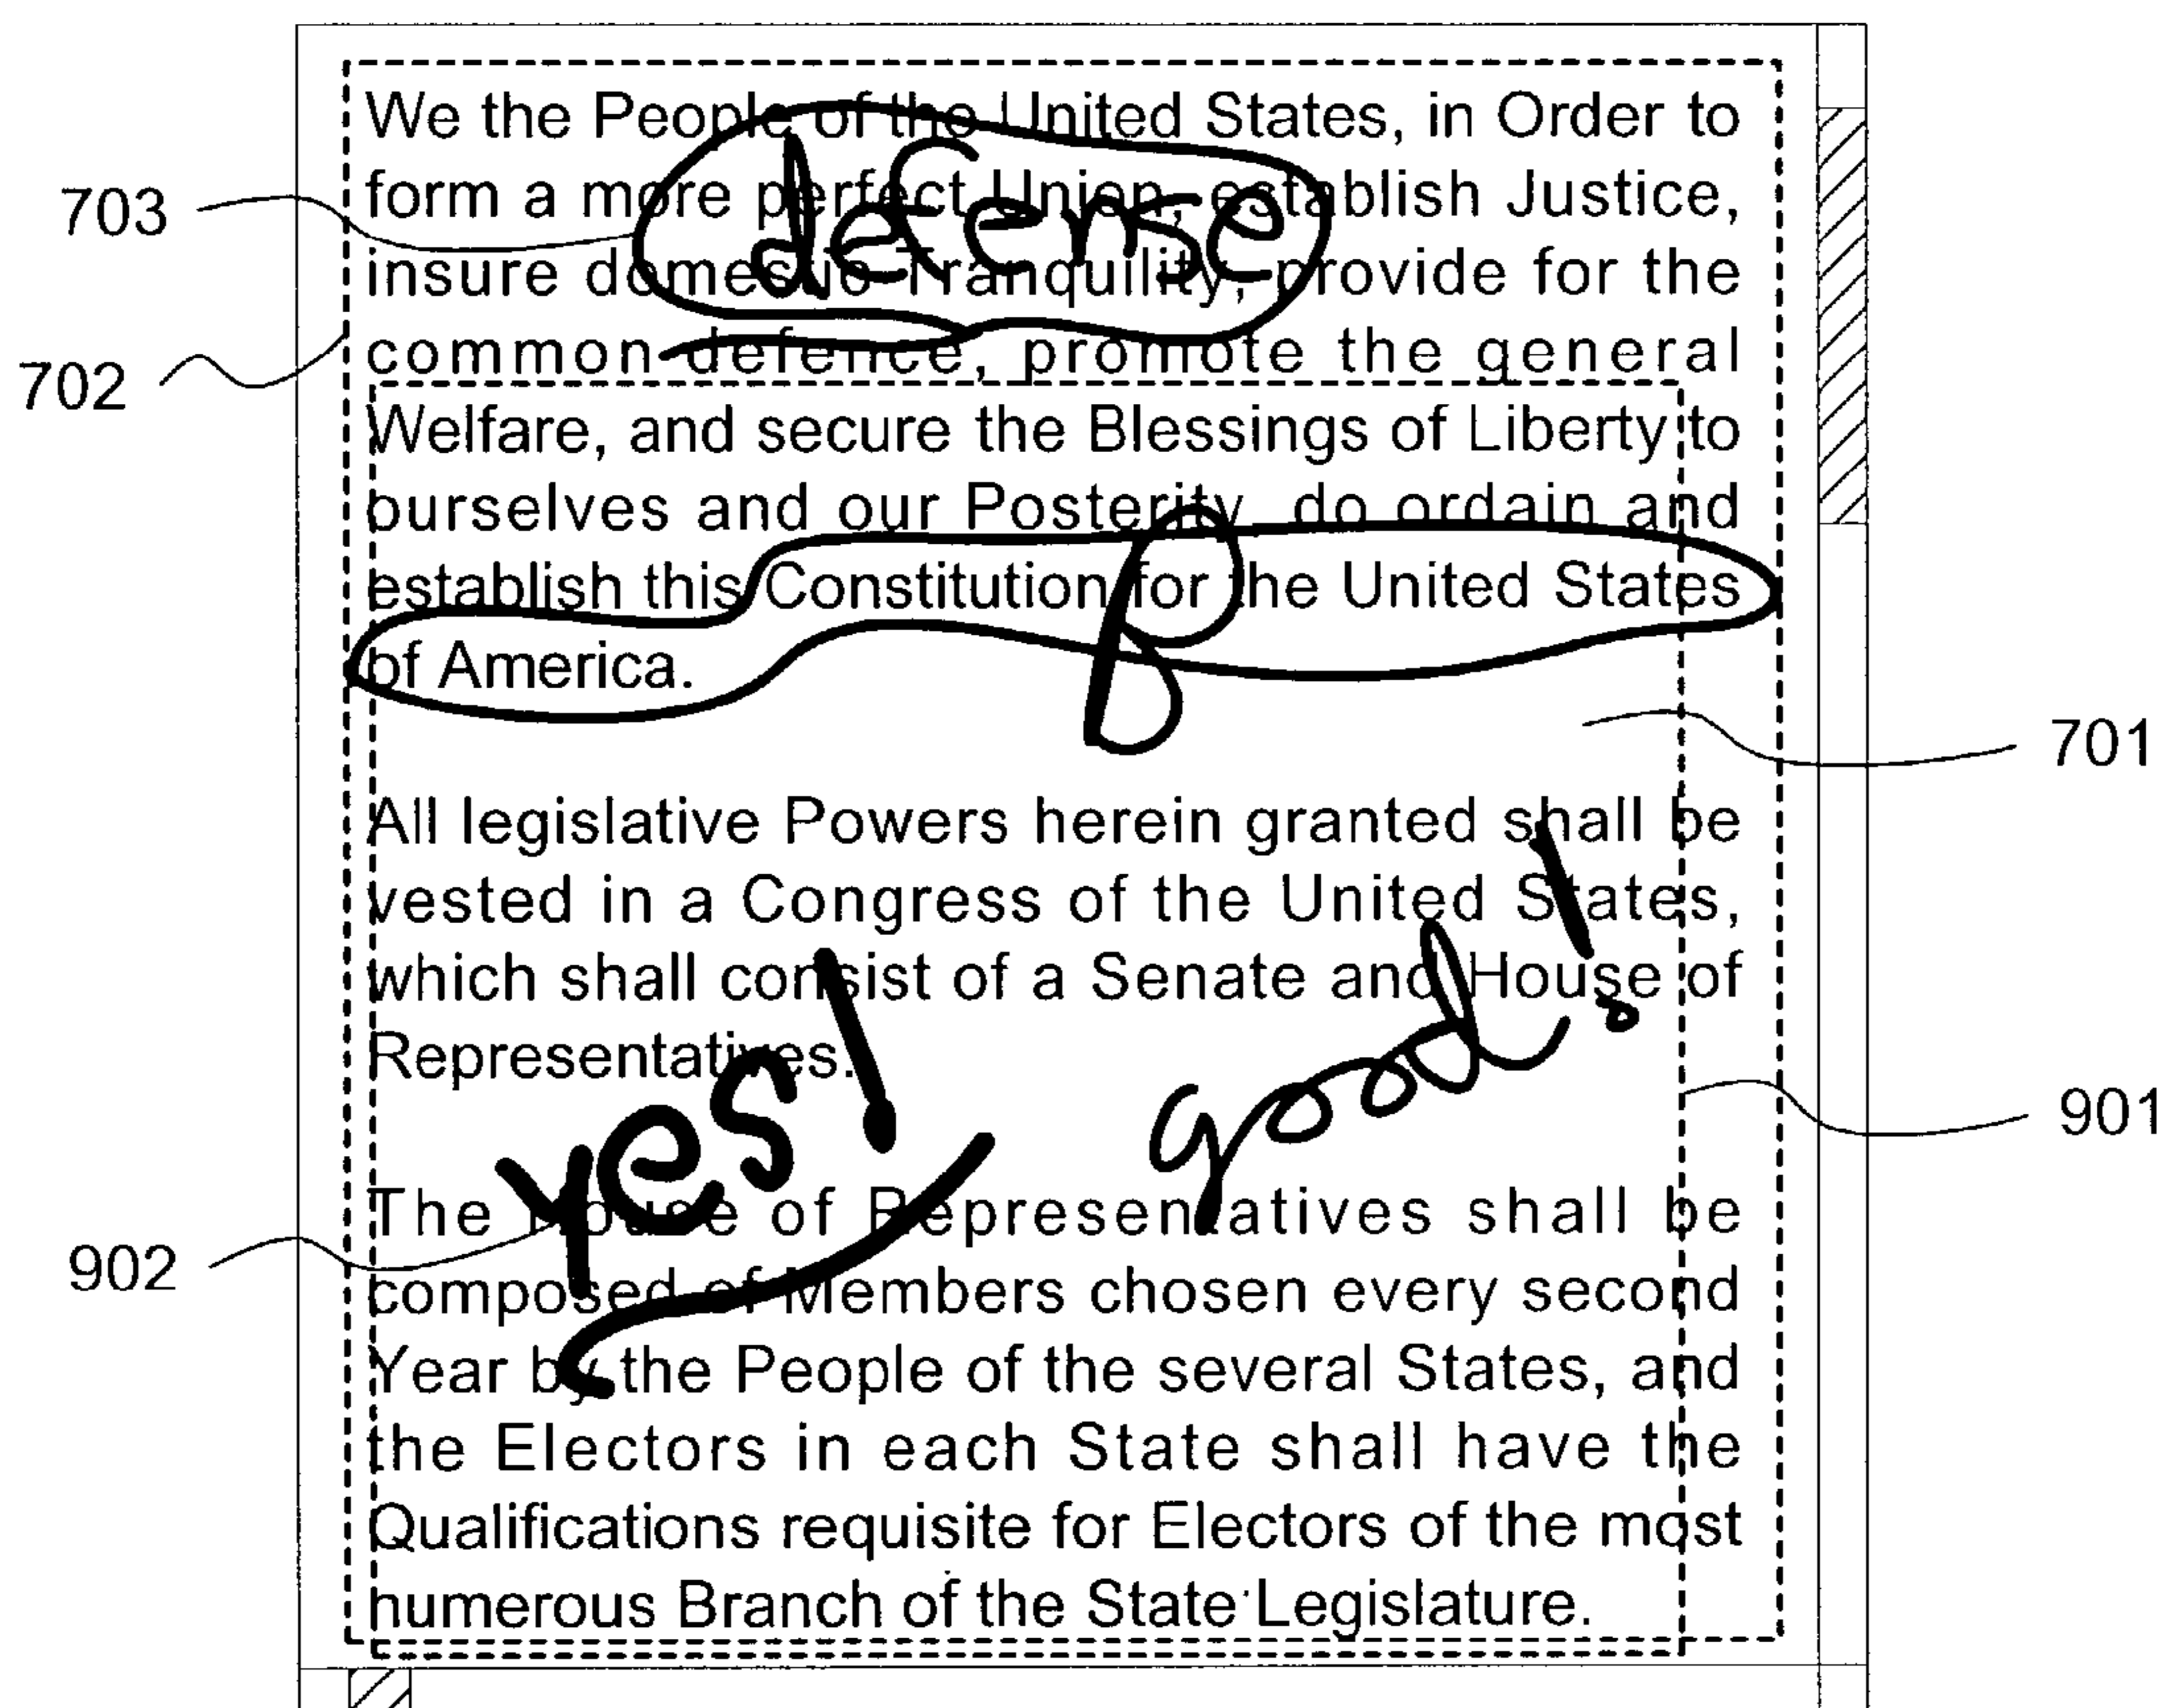 We the People of the United States, in Order to
703
form a more perfect Union, establish Justice,
defense
insure domestic Tranquility, provide for the
702
common defence, promote the general
Welfare, and secure the Blessings of Liberty to
ourselves and our Posterity, do ordain and
establish this Constitution for the United States
of America.
701
All legislative Powers herein granted shall be
vested in a Congress of the United States,
which shall consist of a Senate and House of
Representatives.
good!
901
yes!
The House of Representatives shall be
902
composed of Members chosen every second
Year by the People of the several States, and
the Electors in each State shall have the
Qualifications requisite for Electors of the most
numerous Branch of the State Legislature.